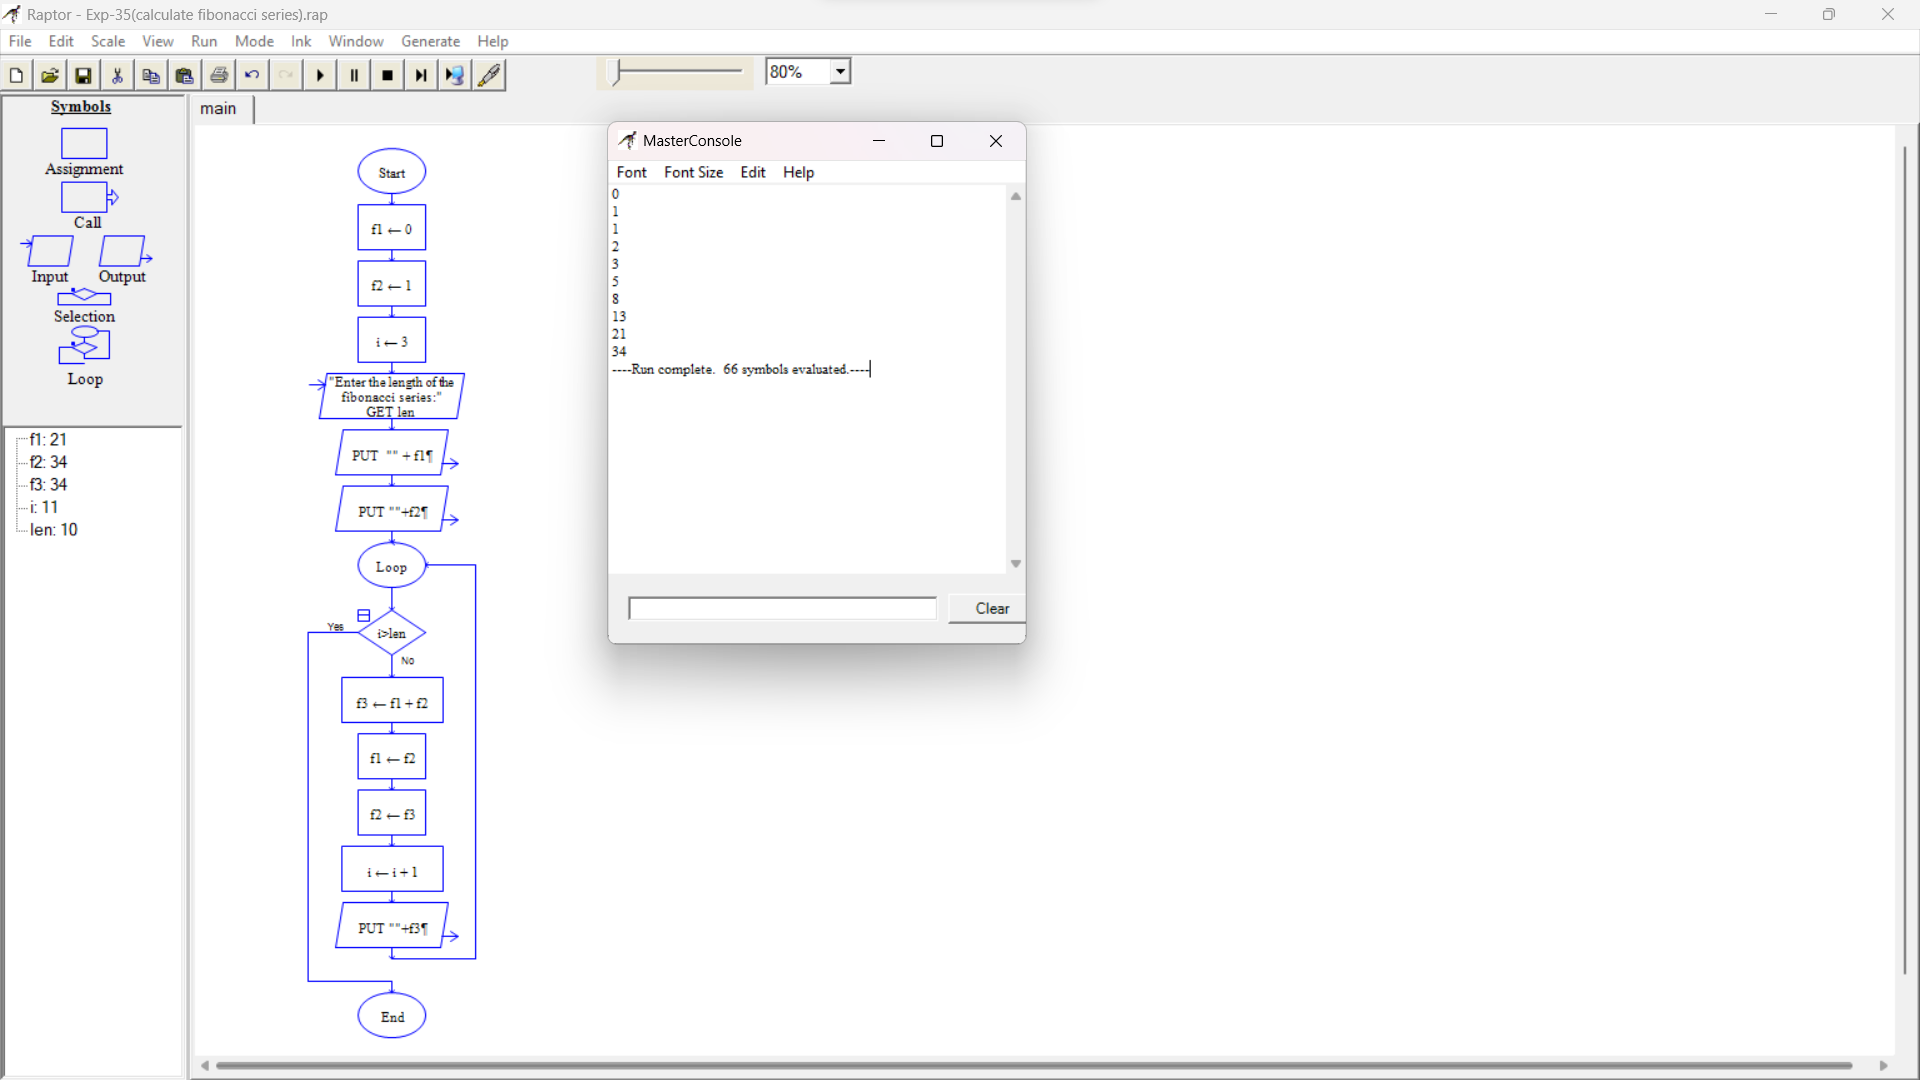 Raptor - Exp-35(calculate fibonacci series).rap
File Edit Scale View Run Mode Ink Window Generate Help
80%
Symbols
Assignment
Call
Input Output
Selection
Loop
f1: 21
f2: 34
f3: 34
i: 11
len: 10
main
Start
f1 ← 0
f2 ← 1
i ← 3
"Enter the length of the
fibonacci series:"
GET len
PUT "" + f1¶
PUT ""+f2¶
Loop
Yes
i>len
No
f3 ← f1 + f2
f1 ← f2
f2 ← f3
i ← i + 1
PUT ""+f3¶
End
MasterConsole
Font Font Size Edit Help
0
1
1
2
3
5
8
13
21
34
----Run complete. 66 symbols evaluated.----
Clear